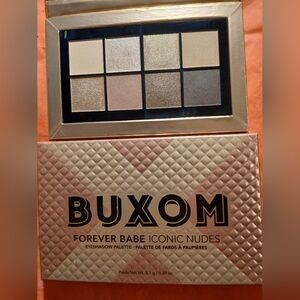 BUXOM
FOREVER BABE ICONIC NUDES
EYESHADOW PALETTE • PALETTE DE FARDS À PAUPIÈRES